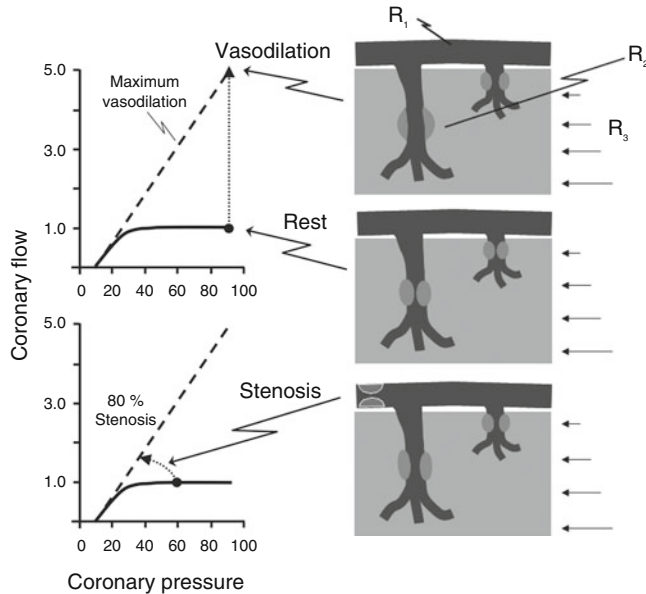 R1
Vasodilation
5.0
Maximum
vasodilation
R2
3.0
R3
Rest
1.0
0 20 40 60 80 100
Coronary flow
5.0
Stenosis
3.0
80 %
Stenosis
1.0
0 20 40 60 80 100
Coronary pressure